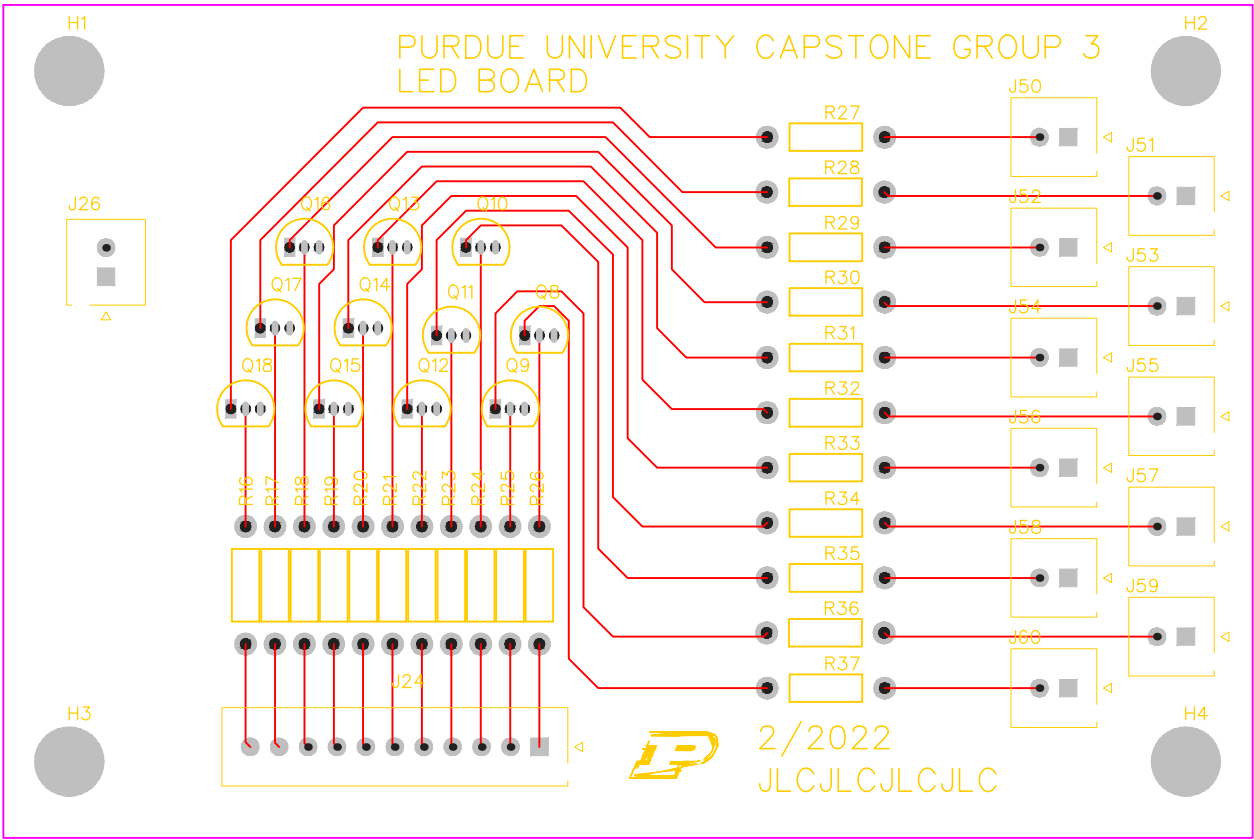 H1
H2
PURDUE UNIVERSITY CAPSTONE GROUP 3
LED BOARD
J50
R27
J51
R28
J52
J26
Q16
Q13
Q10
R29
J53
Q17
Q14
Q11
Q8
R30
J54
R31
Q18
Q15
Q12
Q9
J55
R32
J56
R33
R16
R17
R18
R19
R20
R21
R22
R23
R24
R25
R26
J57
R34
J58
R35
J59
R36
J60
R37
J24
H3
H4
P
2/2022
JLCJLCJLCJLC